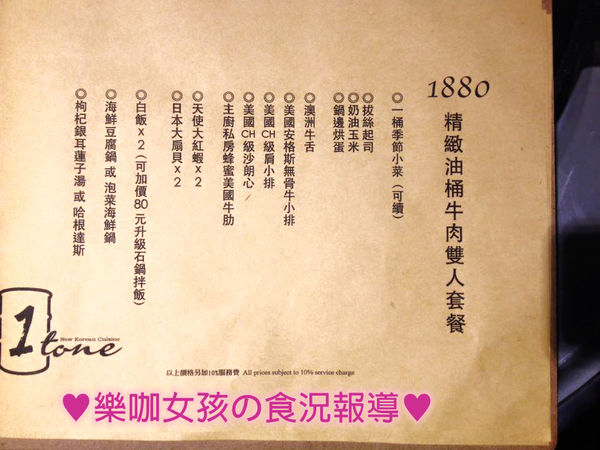 1880
精緻油桶牛肉雙人套餐
◎一桶季節小菜（可續）
◎拔絲起司
◎奶油玉米
◎鍋邊烘蛋
◎澳洲牛舌
◎美國安格斯無骨牛小排
◎美國CH級肩小排
◎美國CH級沙朗心
◎主廚私房蜂蜜美國牛肋
◎天使大紅蝦x2
◎日本大扇貝x2
◎白飯x2（可加價80元升級石鍋拌飯）
◎海鮮豆腐鍋 或 泡菜海鮮鍋
◎枸杞銀耳蓮子湯 或 哈根達斯
1tone
New Korean Cuisine
以上價格另加10%服務費 All prices subject to 10% service charge
♥樂咖女孩の食況報導♥